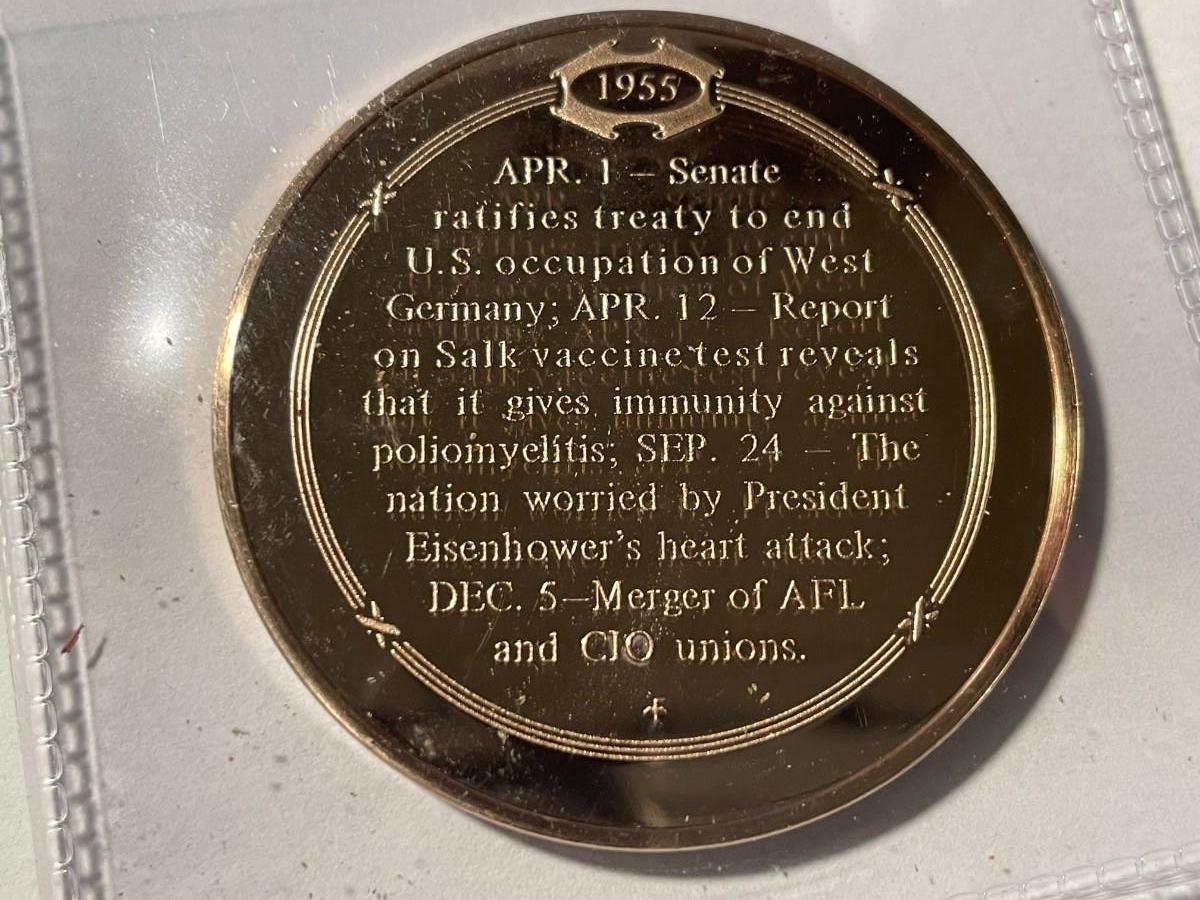 1955
APR. 1 – Senate
ratifies treaty to end
U.S. occupation of West
Germany; APR. 12 – Report
on Salk vaccine test reveals
that it gives immunity against
poliomyelitis; SEP. 24 – The
nation worried by President
Eisenhower's heart attack;
DEC. 5–Merger of AFL
and CIO unions.